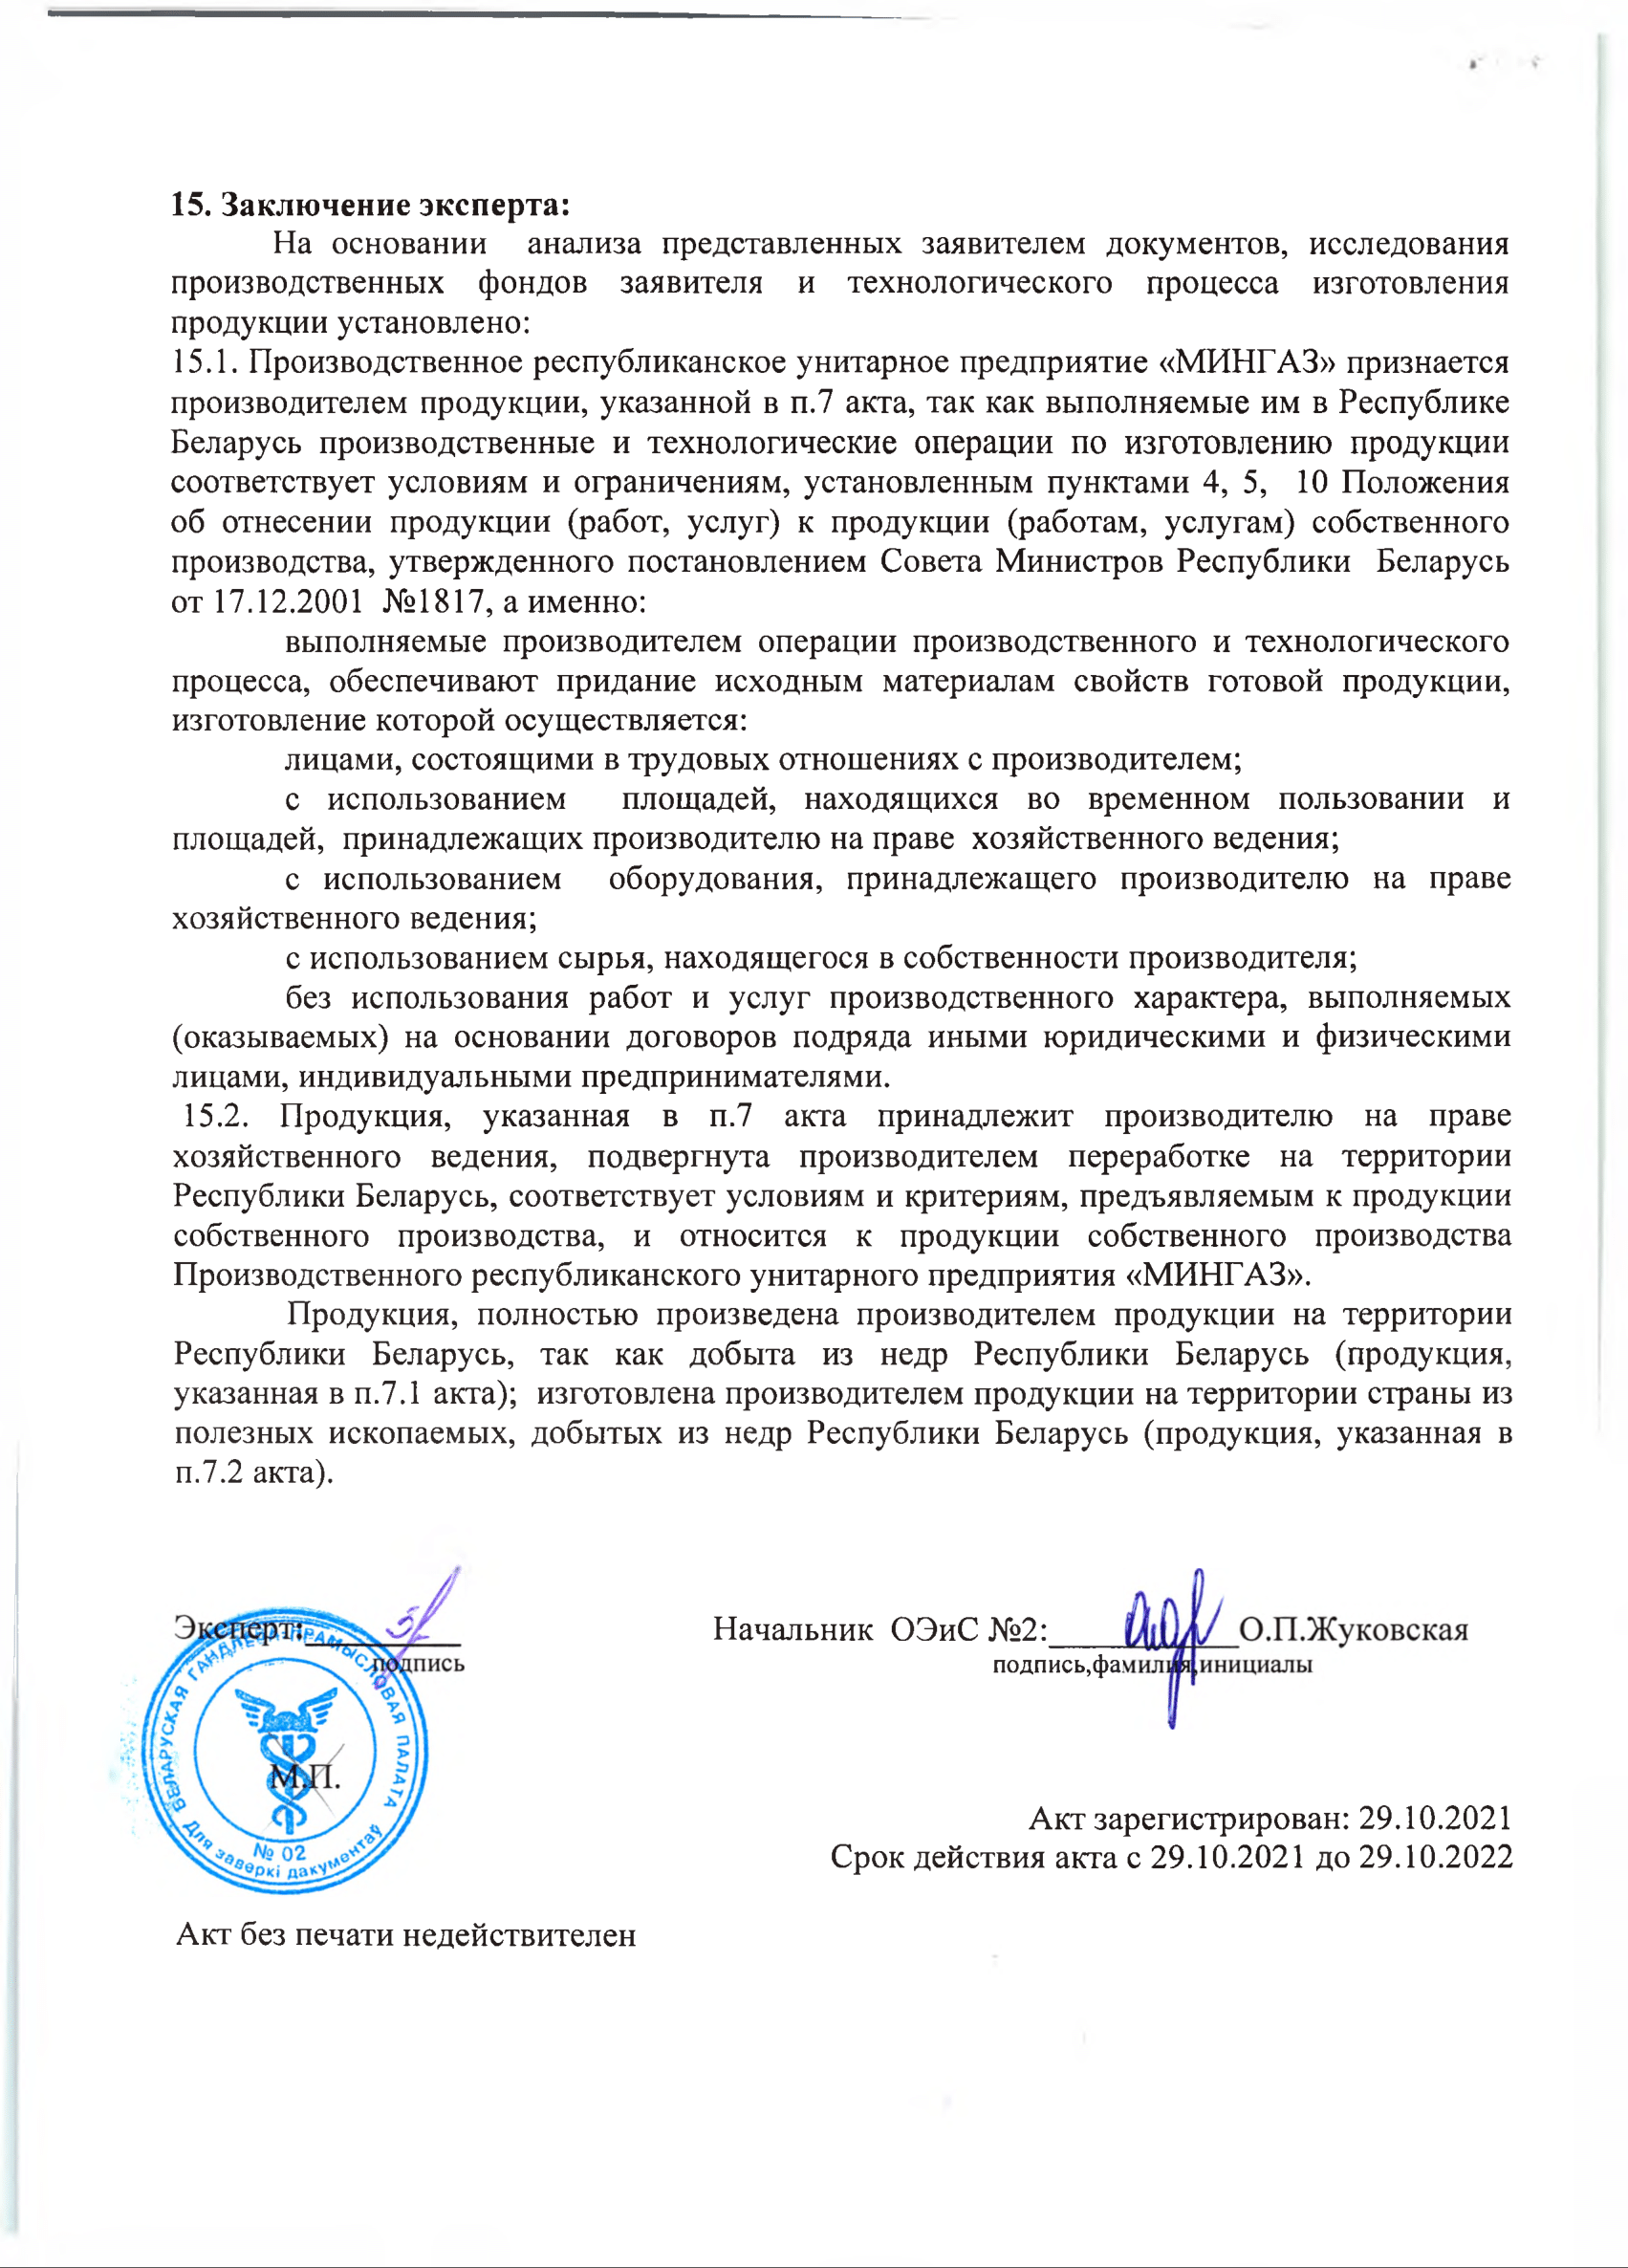 15. Заключение эксперта:
На основании анализа представленных заявителем документов, исследования
производственных фондов заявителя и технологического процесса изготовления
продукции установлено:
15.1. Производственное республиканское унитарное предприятие «МИНГАЗ» признается
производителем продукции, указанной в п.7 акта, так как выполняемые им в Республике
Беларусь производственные и технологические операции по изготовлению продукции
соответствует условиям и ограничениям, установленным пунктами 4, 5, 10 Положения
об отнесении продукции (работ, услуг) к продукции (работам, услугам) собственного
производства, утвержденного постановлением Совета Министров Республики Беларусь
от 17.12.2001 №1817, а именно:
выполняемые производителем операции производственного и технологического
процесса, обеспечивают придание исходным материалам свойств готовой продукции,
изготовление которой осуществляется:
лицами, состоящими в трудовых отношениях с производителем;
с использованием площадей, находящихся во временном пользовании и
площадей, принадлежащих производителю на праве хозяйственного ведения;
с использованием оборудования, принадлежащего производителю на праве
хозяйственного ведения;
с использованием сырья, находящегося в собственности производителя;
без использования работ и услуг производственного характера, выполняемых
(оказываемых) на основании договоров подряда иными юридическими и физическими
лицами, индивидуальными предпринимателями.
15.2. Продукция, указанная в п.7 акта принадлежит производителю на праве
хозяйственного ведения, подвергнута производителем переработке на территории
Республики Беларусь, соответствует условиям и критериям, предъявляемым к продукции
собственного производства, и относится к продукции собственного производства
Производственного республиканского унитарного предприятия «МИНГАЗ».
Продукция, полностью произведена производителем продукции на территории
Республики Беларусь, так как добыта из недр Республики Беларусь (продукция,
указанная в п.7.1 акта); изготовлена производителем продукции на территории страны из
полезных ископаемых, добытых из недр Республики Беларусь (продукция, указанная в
п.7.2 акта).
Эксперт:_________ Начальник ОЭиС №2:___________О.П.Жуковская
подпись подпись,фамилия,инициалы
БЕЛАРУСКАЯ ГАНДЛЁВА-ПРАМЫСЛОВАЯ ПАЛАТА
М.П.
№ 02
Для заверкі дакументаў
Акт зарегистрирован: 29.10.2021
Срок действия акта с 29.10.2021 до 29.10.2022
Акт без печати недействителен